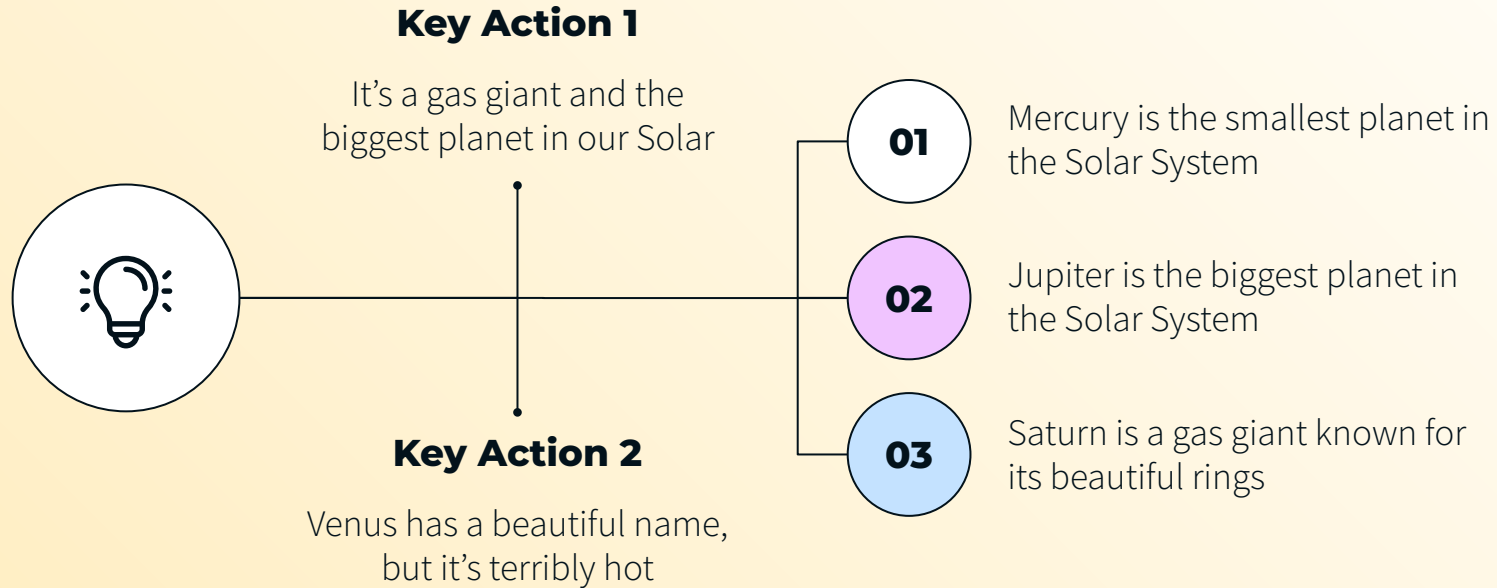 Key Action 1
It’s a gas giant and the
biggest planet in our Solar
Key Action 2
Venus has a beautiful name,
but it’s terribly hot
01
Mercury is the smallest planet in
the Solar System
02
Jupiter is the biggest planet in
the Solar System
03
Saturn is a gas giant known for
its beautiful rings